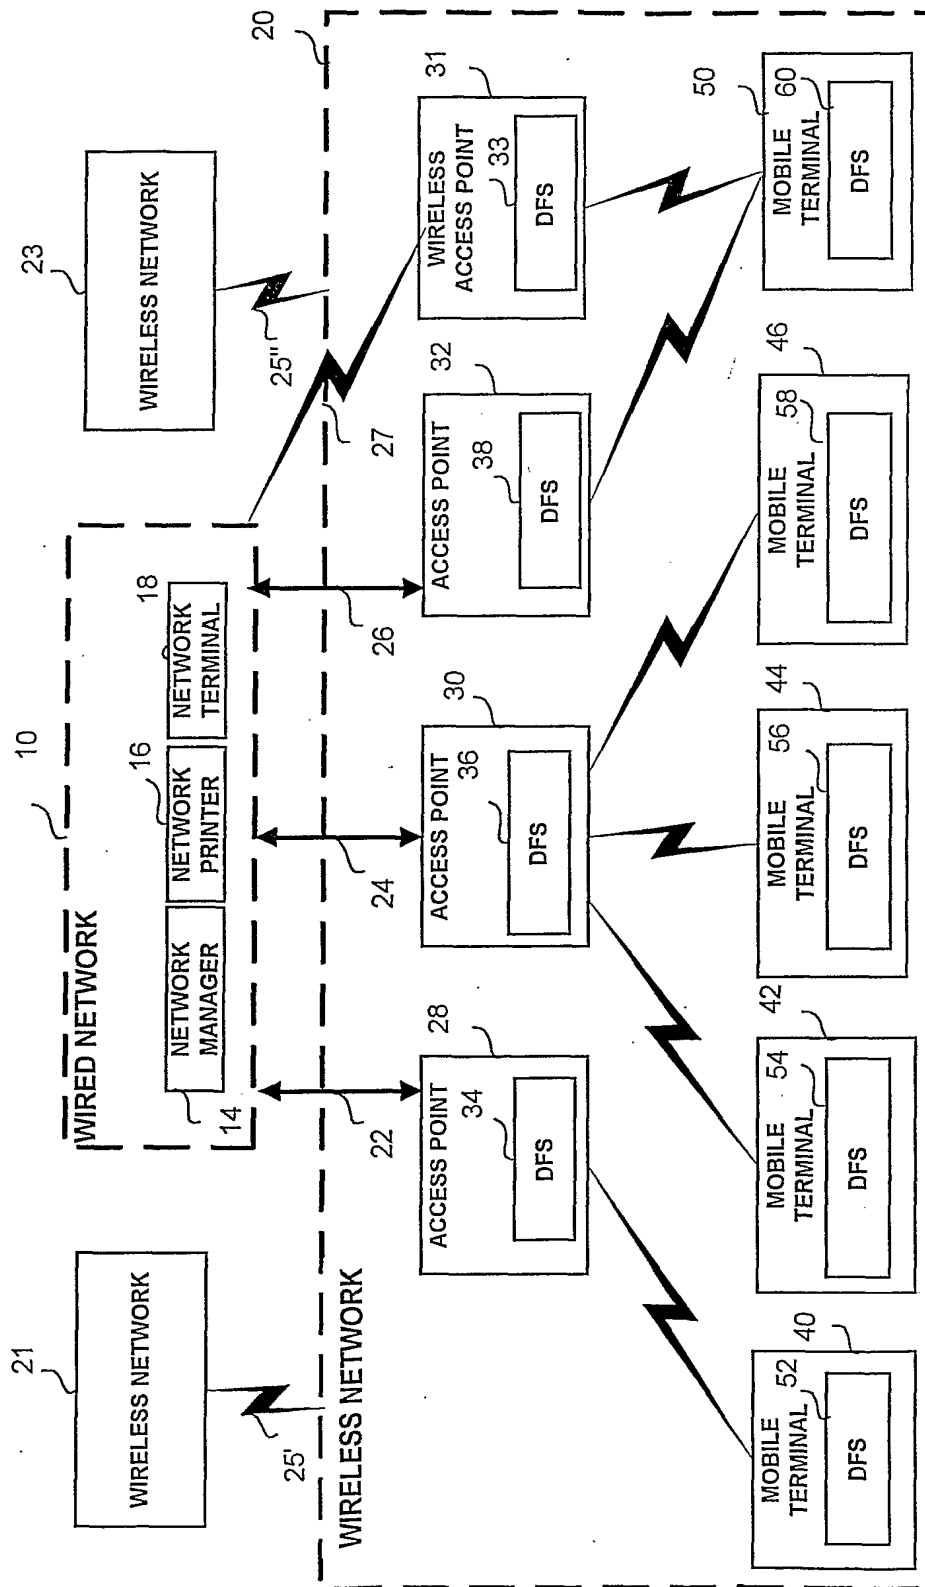 10
WIRED NETWORK
14
NETWORK
MANAGER
16
NETWORK
PRINTER
18
NETWORK
TERMINAL
21
WIRELESS NETWORK
25'
23
WIRELESS NETWORK
25"
20
WIRELESS NETWORK
22
24
26
27
28
ACCESS POINT
34
DFS
30
ACCESS POINT
36
DFS
32
ACCESS POINT
38
DFS
31
WIRELESS
ACCESS POINT
33
DFS
40
MOBILE
TERMINAL
52
DFS
42
MOBILE
TERMINAL
54
DFS
44
MOBILE
TERMINAL
56
DFS
46
MOBILE
TERMINAL
58
DFS
50
MOBILE
TERMINAL
60
DFS